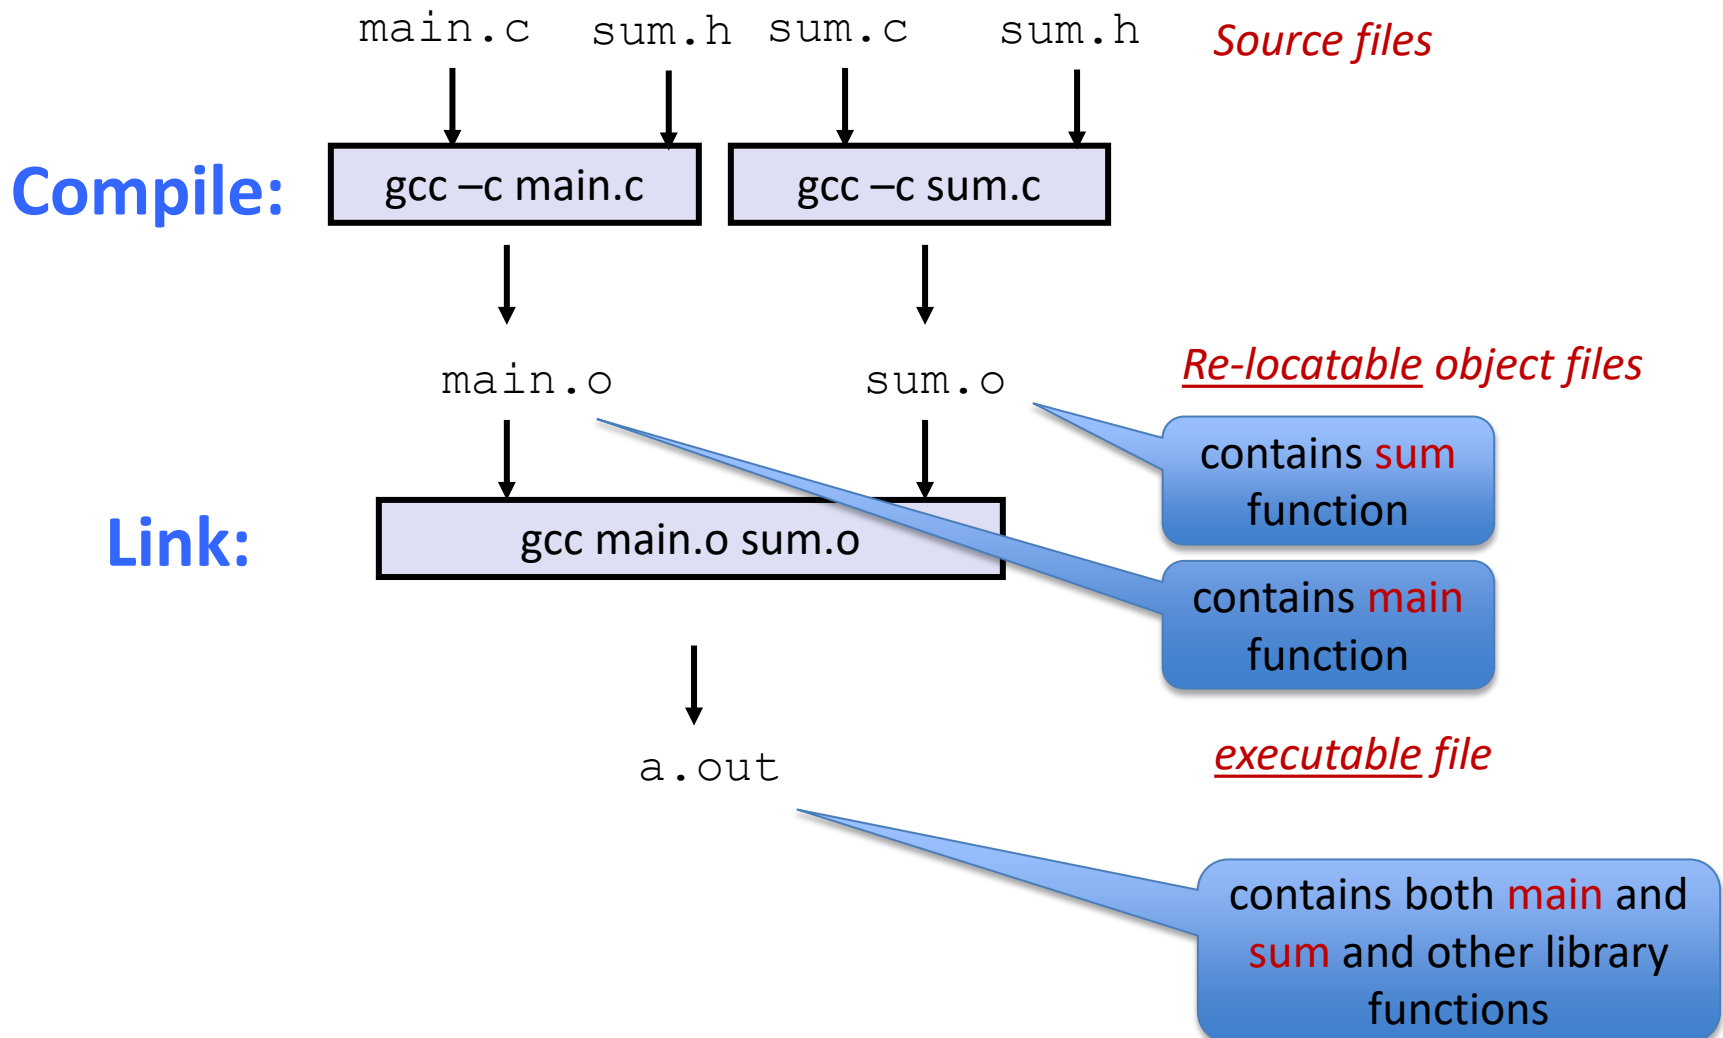 main.c sum.h sum.c sum.h Source files
Compile: gcc –c main.c gcc –c sum.c
main.o sum.o Re-locatable object files
contains sum
function
Link: gcc main.o sum.o
contains main
function
a.out executable file
contains both main and
sum and other library
functions